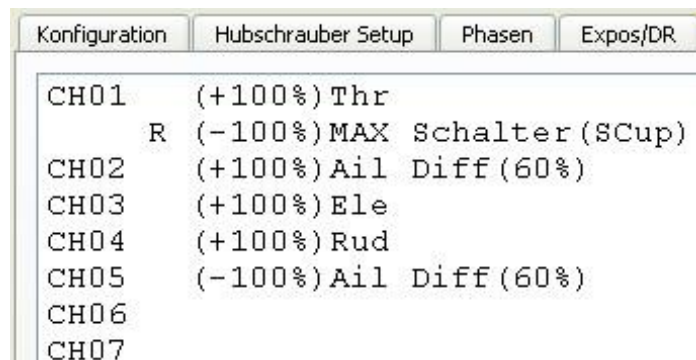 Konfiguration Hubschrauber Setup Phasen Expos/DR
CH01 (+100%)Thr
R (-100%)MAX Schalter(SCup)
CH02 (+100%)Ail Diff(60%)
CH03 (+100%)Ele
CH04 (+100%)Rud
CH05 (-100%)Ail Diff(60%)
CH06
CH07